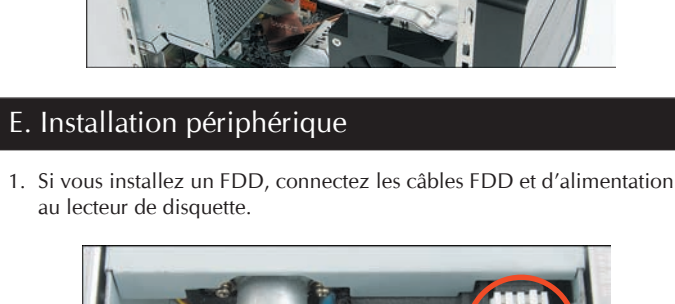 E. Installation périphérique
1. Si vous installez un FDD, connectez les câbles FDD et d’alimentation
au lecteur de disquette.